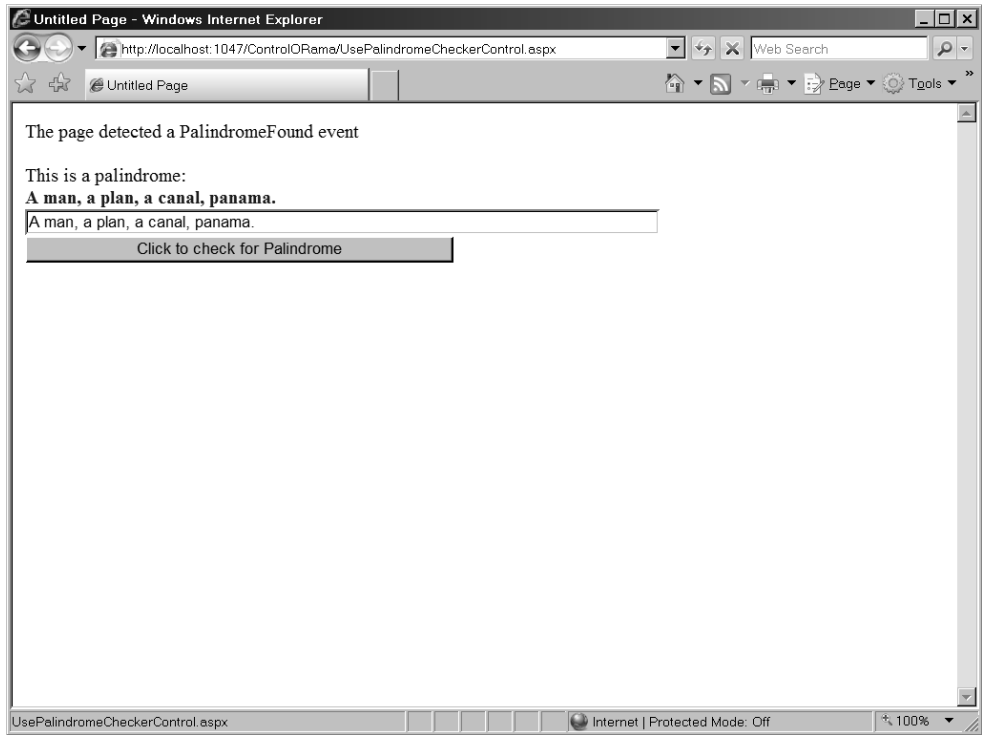 Untitled Page - Windows Internet Explorer
http://localhost:1047/ControlORama/UsePalindromeCheckerControl.aspx
Web Search
Untitled Page
Page
Tools
The page detected a PalindromeFound event
This is a palindrome:
A man, a plan, a canal, panama.
A man, a plan, a canal, panama.
Click to check for Palindrome
UsePalindromeCheckerControl.aspx
Internet | Protected Mode: Off
100%